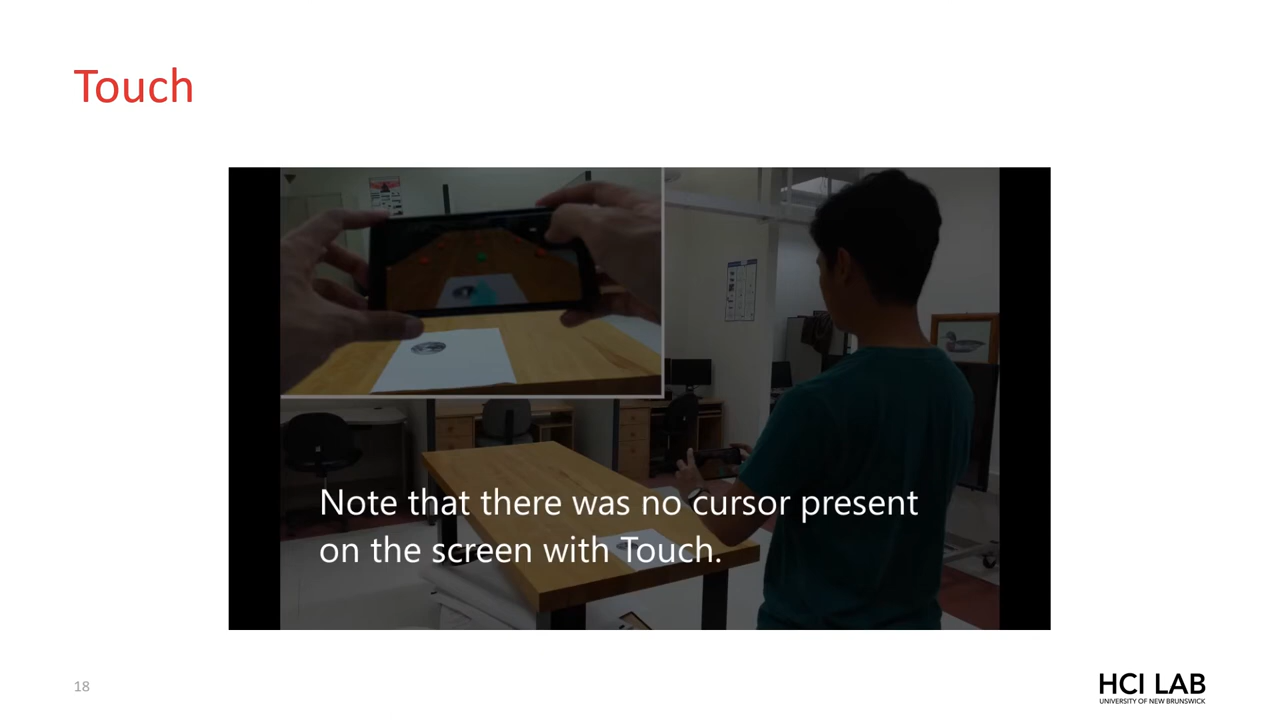 Touch
Note that there was no cursor present
on the screen with Touch.
18
HCI LAB
UNIVERSITY OF NEW BRUNSWICK